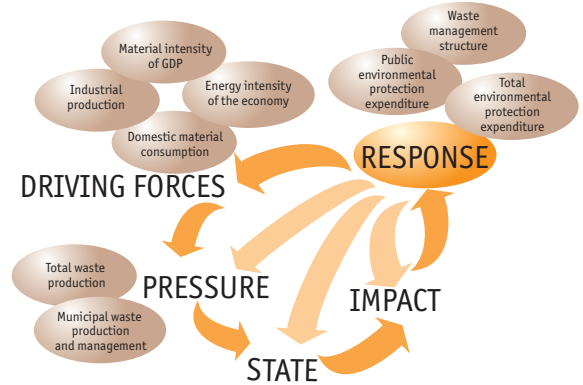 Material intensity
of GDP
Industrial
production
Energy intensity
of the economy
Domestic material
consumption
DRIVING FORCES
Waste
management
structure
Public
environmental
protection
expenditure
Total
environmental
protection
expenditure
RESPONSE
Total waste
production
Municipal waste
production
and management
PRESSURE
IMPACT
STATE